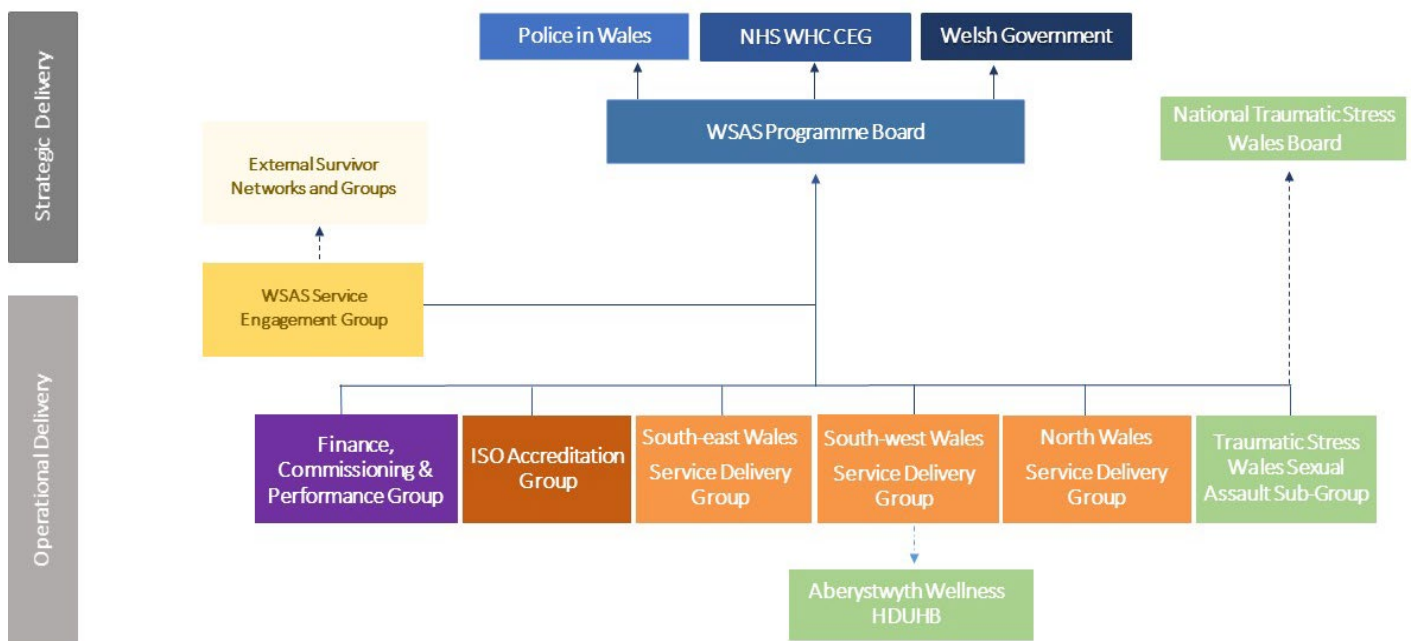 Strategic Delivery
Police in Wales
NHS WHC CEG
Welsh Government
WSAS Programme Board
National Traumatic Stress
Wales Board
External Survivor
Networks and Groups
WSAS Service
Engagement Group
Operational Delivery
Finance,
Commissioning &
Performance Group
ISO Accreditation
Group
South-east Wales
Service Delivery
Group
South-west Wales
Service Delivery
Group
North Wales
Service Delivery
Group
Traumatic Stress
Wales Sexual
Assault Sub-Group
Aberystwyth Wellness
HDUHB